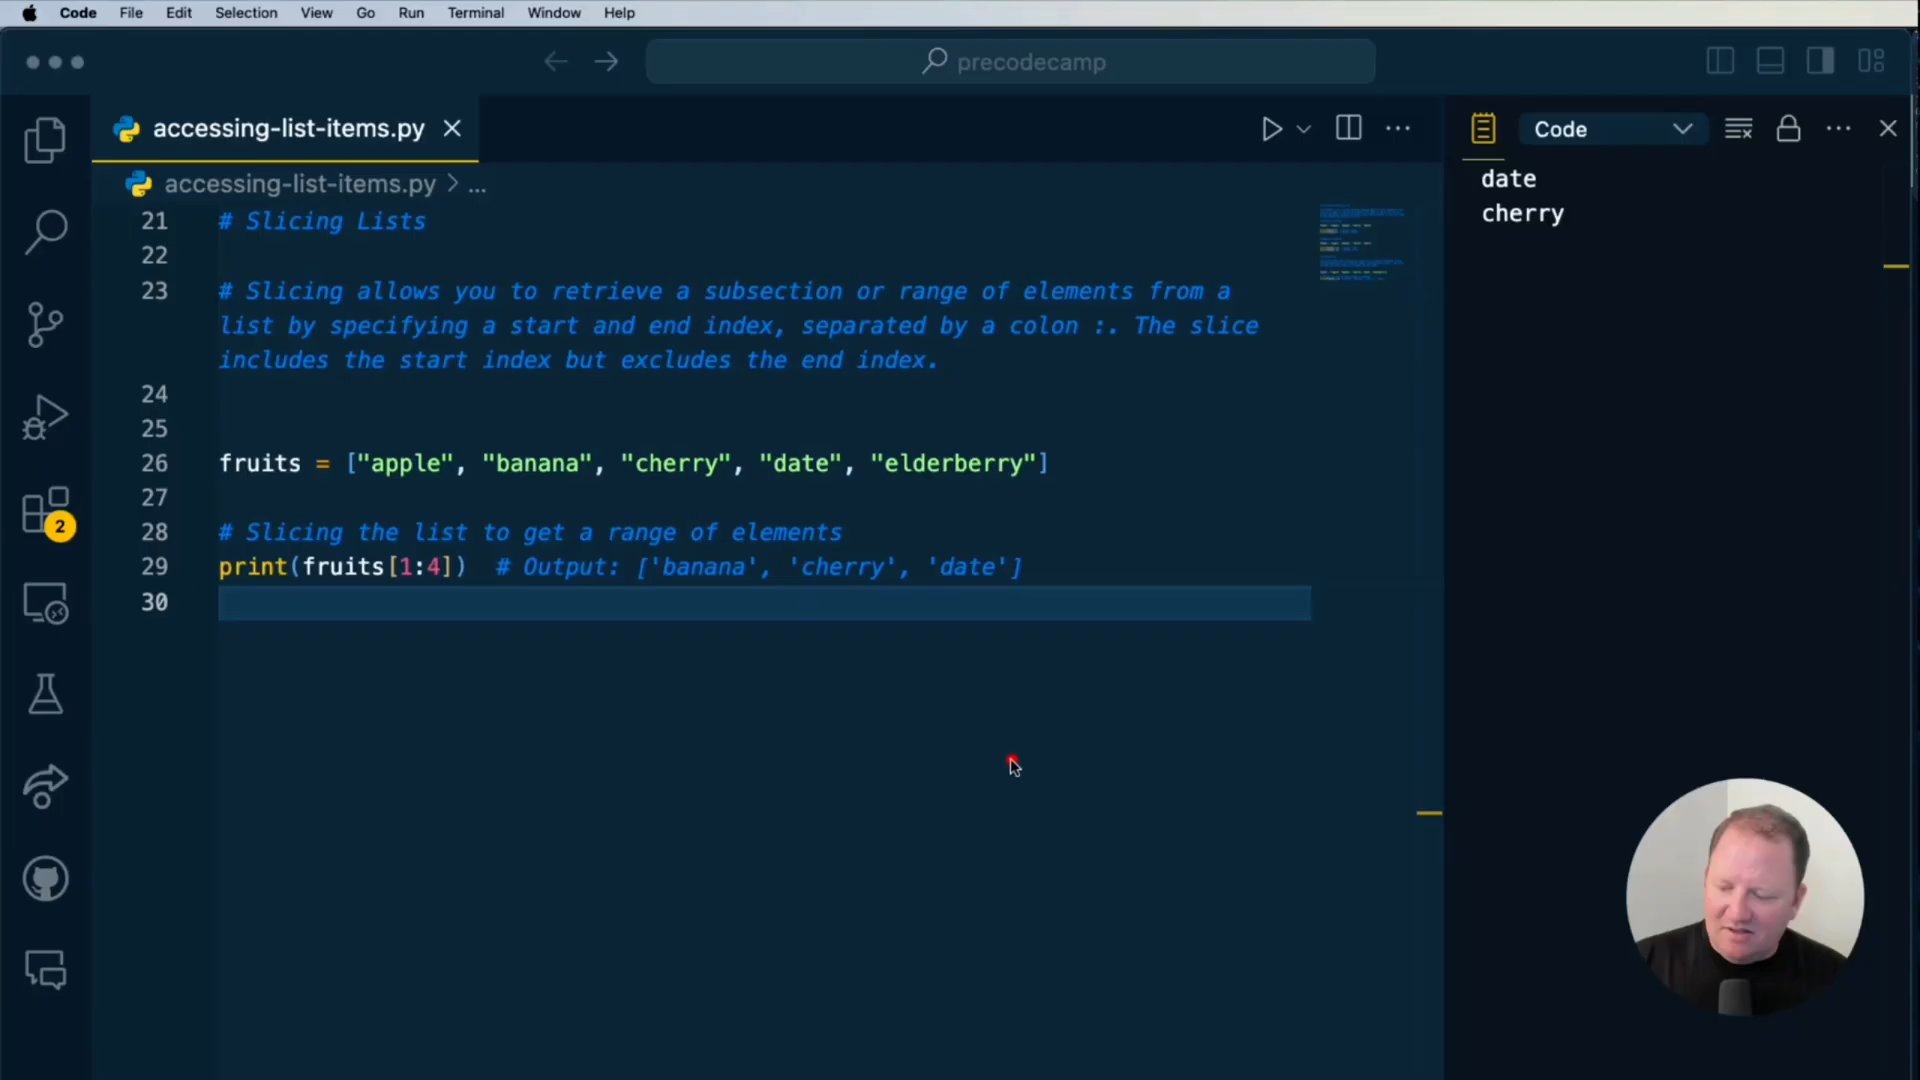 Code File Edit Selection View Go Run Terminal Window Help
precodecamp
accessing-list-items.py
Code
accessing-list-items.py > ...
date
cherry
21 # Slicing Lists
22
23 # Slicing allows you to retrieve a subsection or range of elements from a
list by specifying a start and end index, separated by a colon :. The slice
includes the start index but excludes the end index.
24
25
26 fruits = ["apple", "banana", "cherry", "date", "elderberry"]
27
28 # Slicing the list to get a range of elements
29 print(fruits[1:4])  # Output: ['banana', 'cherry', 'date']
30
2